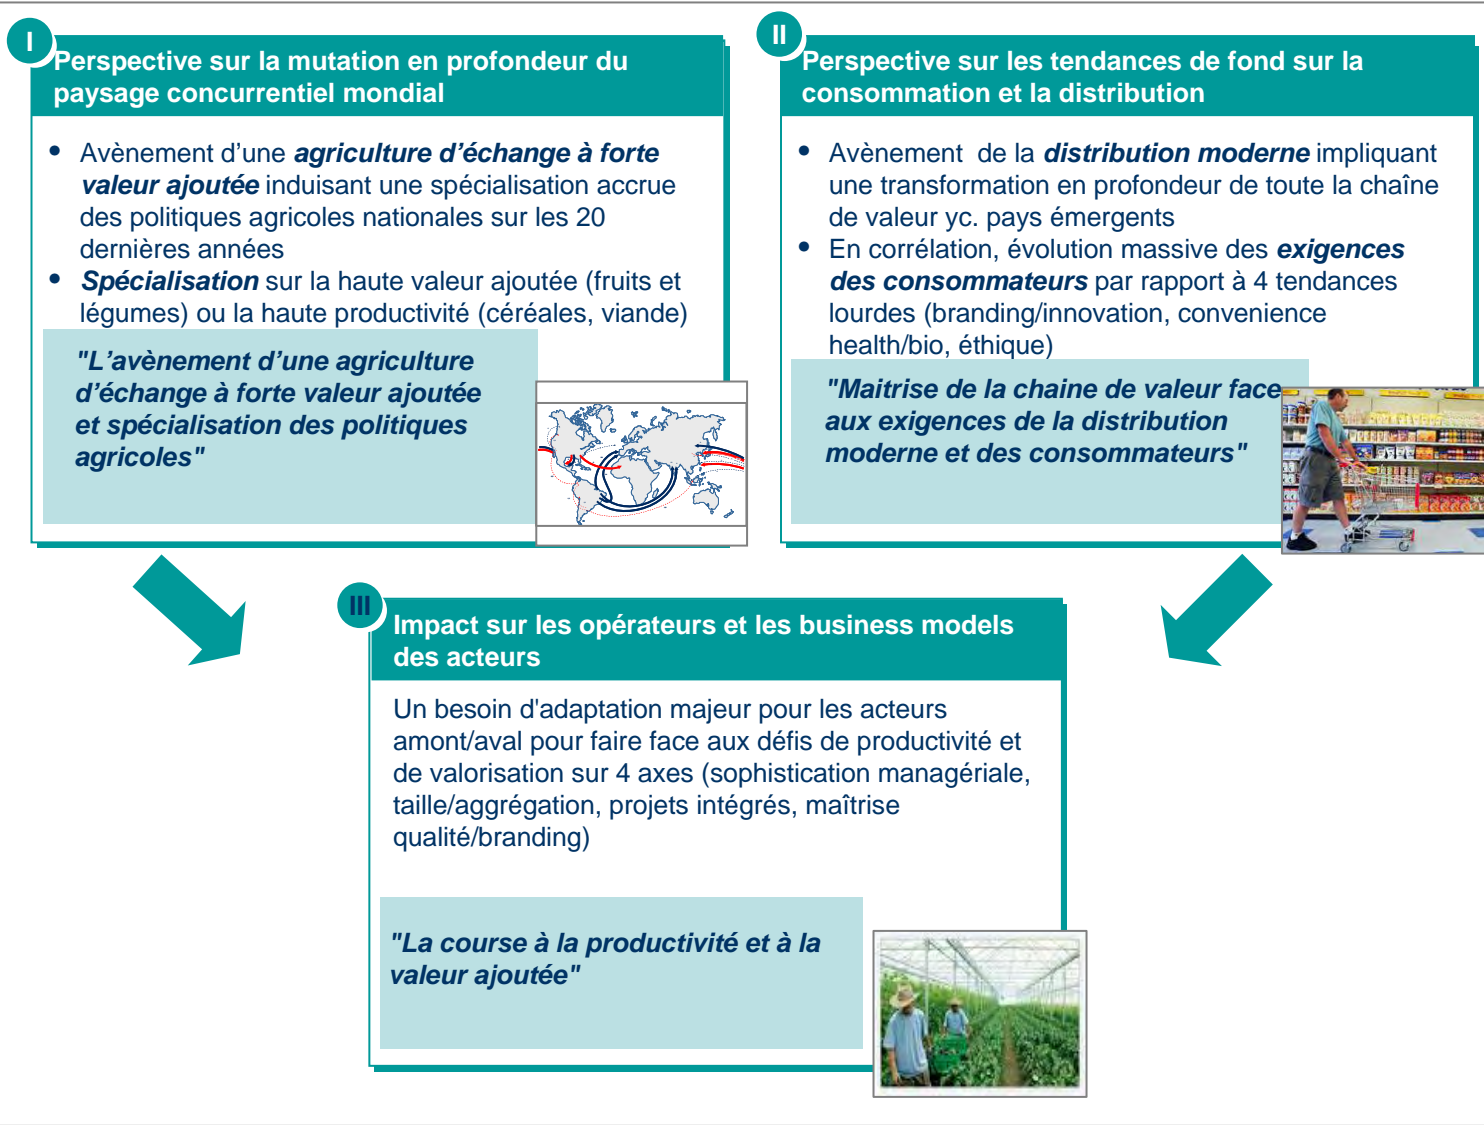 I
Perspective sur la mutation en profondeur du
paysage concurrentiel mondial
• Avènement d’une agriculture d’échange à forte
valeur ajoutée induisant une spécialisation accrue
des politiques agricoles nationales sur les 20
dernières années
• Spécialisation sur la haute valeur ajoutée (fruits et
légumes) ou la haute productivité (céréales, viande)
"L’avènement d’une agriculture
d’échange à forte valeur ajoutée
et spécialisation des politiques
agricoles"
II
Perspective sur les tendances de fond sur la
consommation et la distribution
• Avènement de la distribution moderne impliquant
une transformation en profondeur de toute la chaîne
de valeur yc. pays émergents
• En corrélation, évolution massive des exigences
des consommateurs par rapport à 4 tendances
lourdes (branding/innovation, convenience
health/bio, éthique)
"Maitrise de la chaine de valeur face
aux exigences de la distribution
moderne et des consommateurs"
III
Impact sur les opérateurs et les business models
des acteurs
Un besoin d'adaptation majeur pour les acteurs
amont/aval pour faire face aux défis de productivité et
de valorisation sur 4 axes (sophistication managériale,
taille/aggrégation, projets intégrés, maîtrise
qualité/branding)
"La course à la productivité et à la
valeur ajoutée"